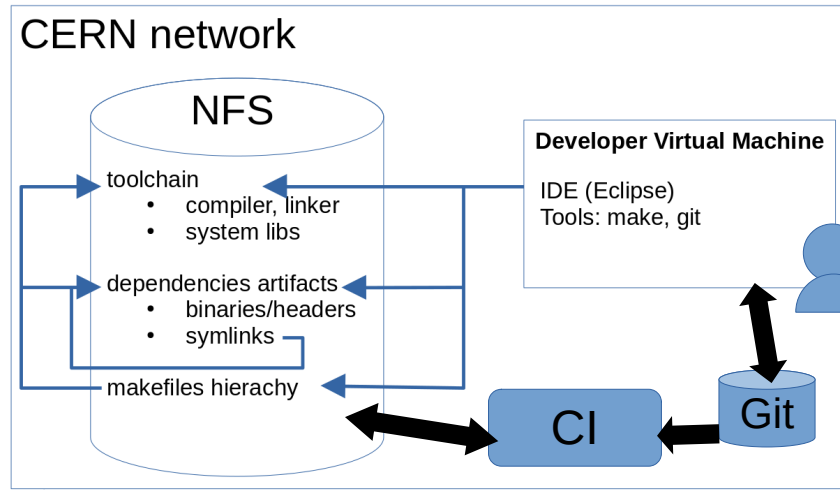 CERN network
NFS
toolchain
• compiler, linker
• system libs
dependencies artifacts
• binaries/headers
• symlinks
makefiles hierachy
Developer Virtual Machine
IDE (Eclipse)
Tools: make, git
CI
Git